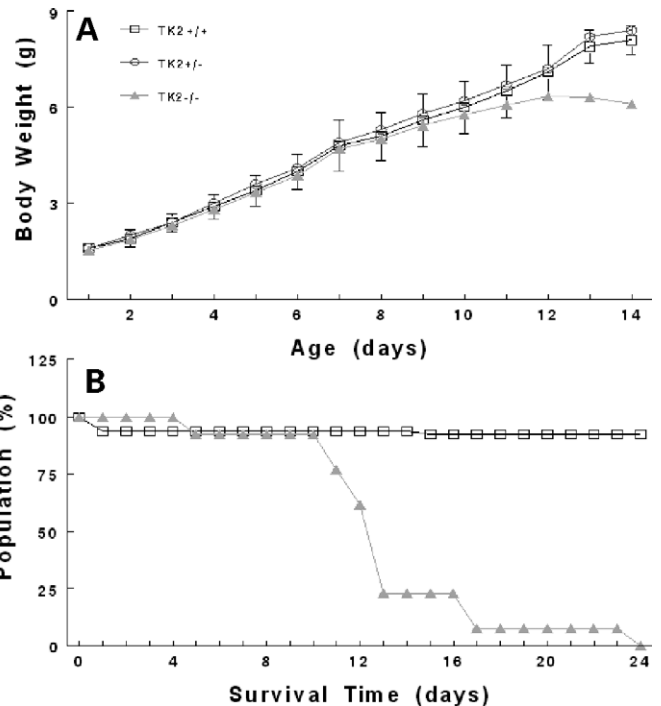 A
TK2+/+
TK2+/-
TK2-/-
Body Weight (g)
9
6
3
0
2 4 6 8 10 12 14
Age (days)
B
Population (%)
125
100
75
50
25
0
0 4 8 12 16 20 24
Survival Time (days)